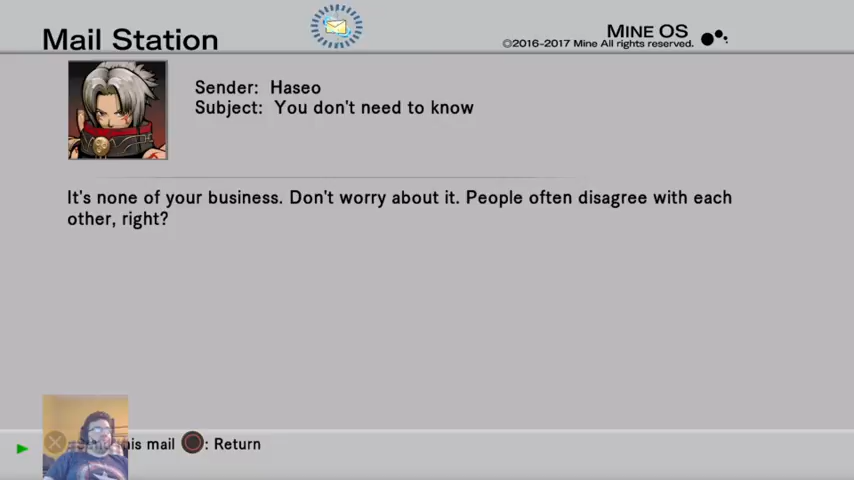 Mail Station
MINE OS
©2016-2017 Mine All rights reserved.
Sender: Haseo
Subject: You don't need to know
It's none of your business. Don't worry about it. People often disagree with each
other, right?
this mail : Return